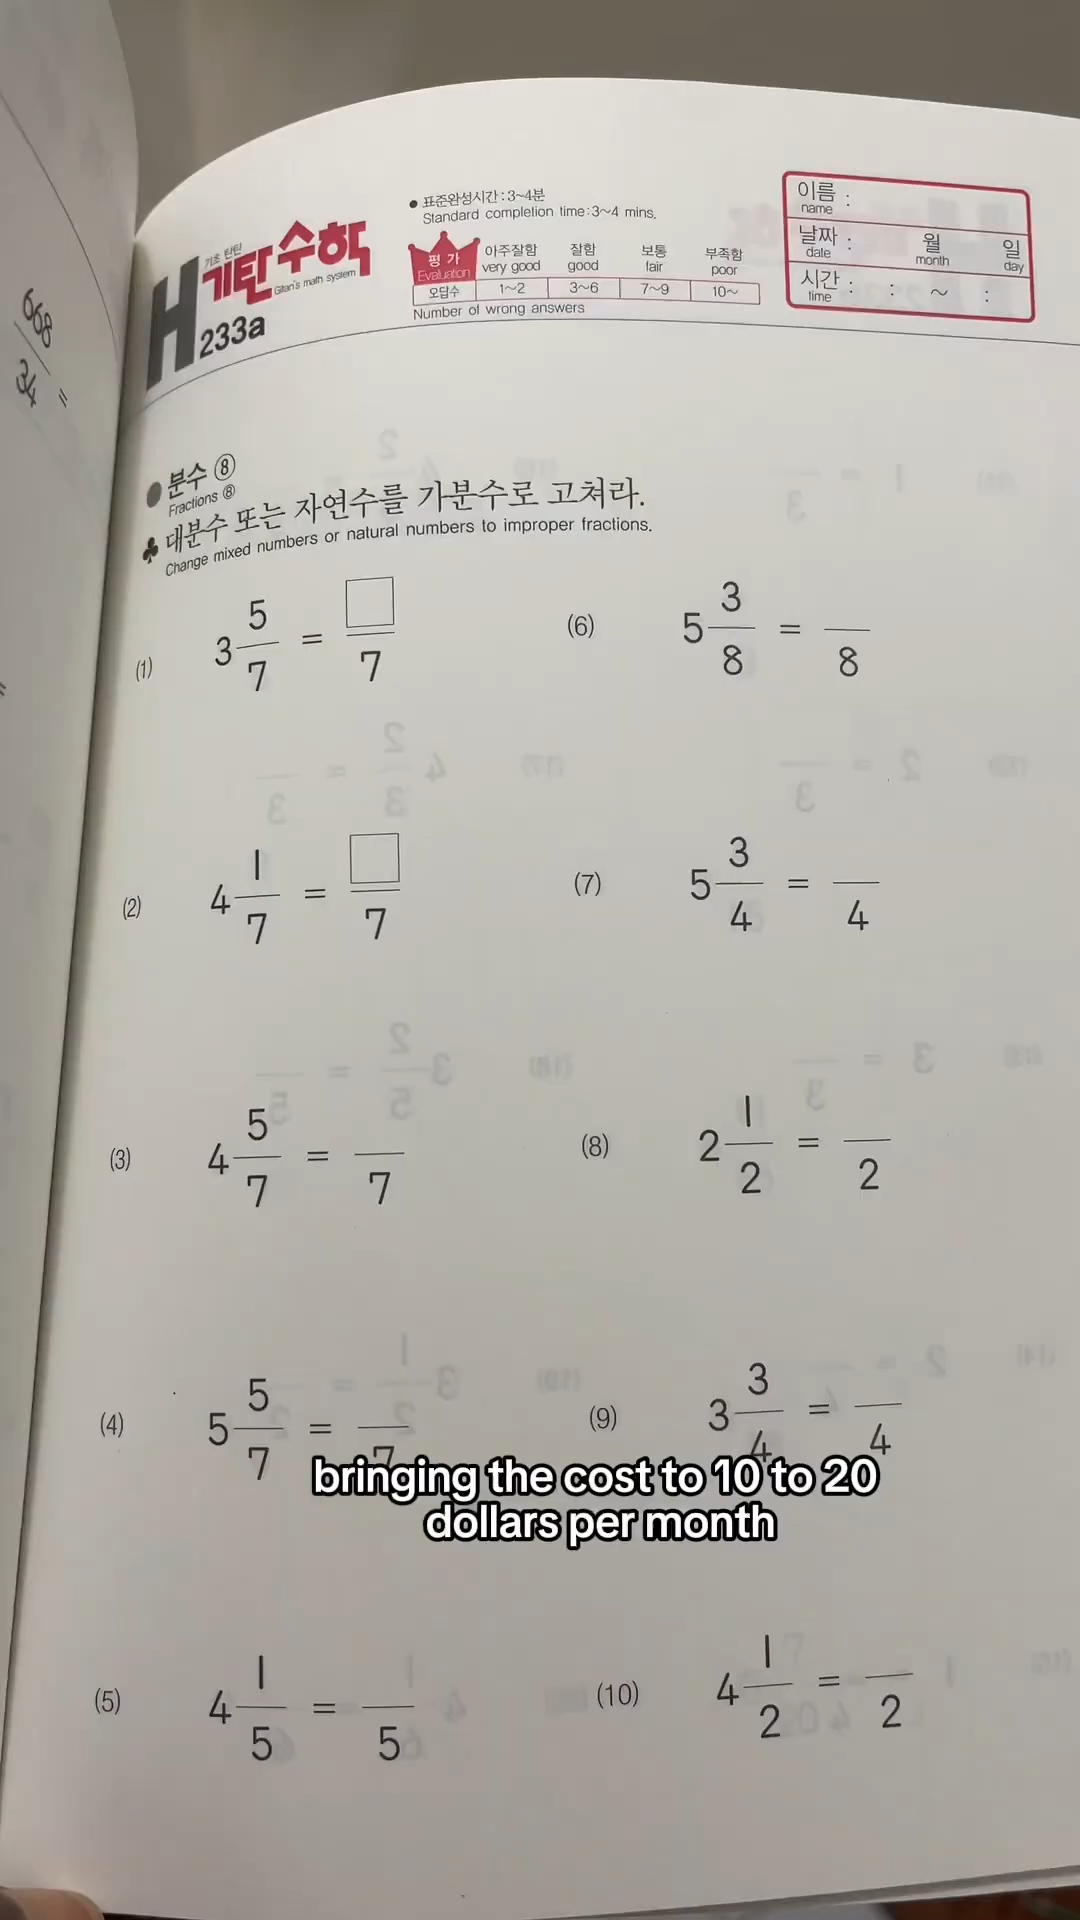 668
34 =
기초 탄탄
H 기탄수학
Gitan's math system
233a
● 표준완성시간 : 3~4분
Standard completion time:3~4 mins.
평가 아주잘함 잘함 보통 부족함
Evaluation very good good fair poor
오답수 1~2 3~6 7~9 10~
Number of wrong answers
이름 :
name
날짜 : 월 일
date month day
시간 : : ~ :
time
● 분수 ⑧
Fractions ⑧
♣ 대분수 또는 자연수를 가분수로 고쳐라.
Change mixed numbers or natural numbers to improper fractions.
(1) 3 5/7 = □/7
(2) 4 1/7 = □/7
(3) 4 5/7 = /7
(4) 5 5/7 = /7
(5) 4 1/5 = /5
(6) 5 3/8 = /8
(7) 5 3/4 = /4
(8) 2 1/2 = /2
(9) 3 3/4 = /4
(10) 4 1/2 = /2
bringing the cost to 10 to 20
dollars per month